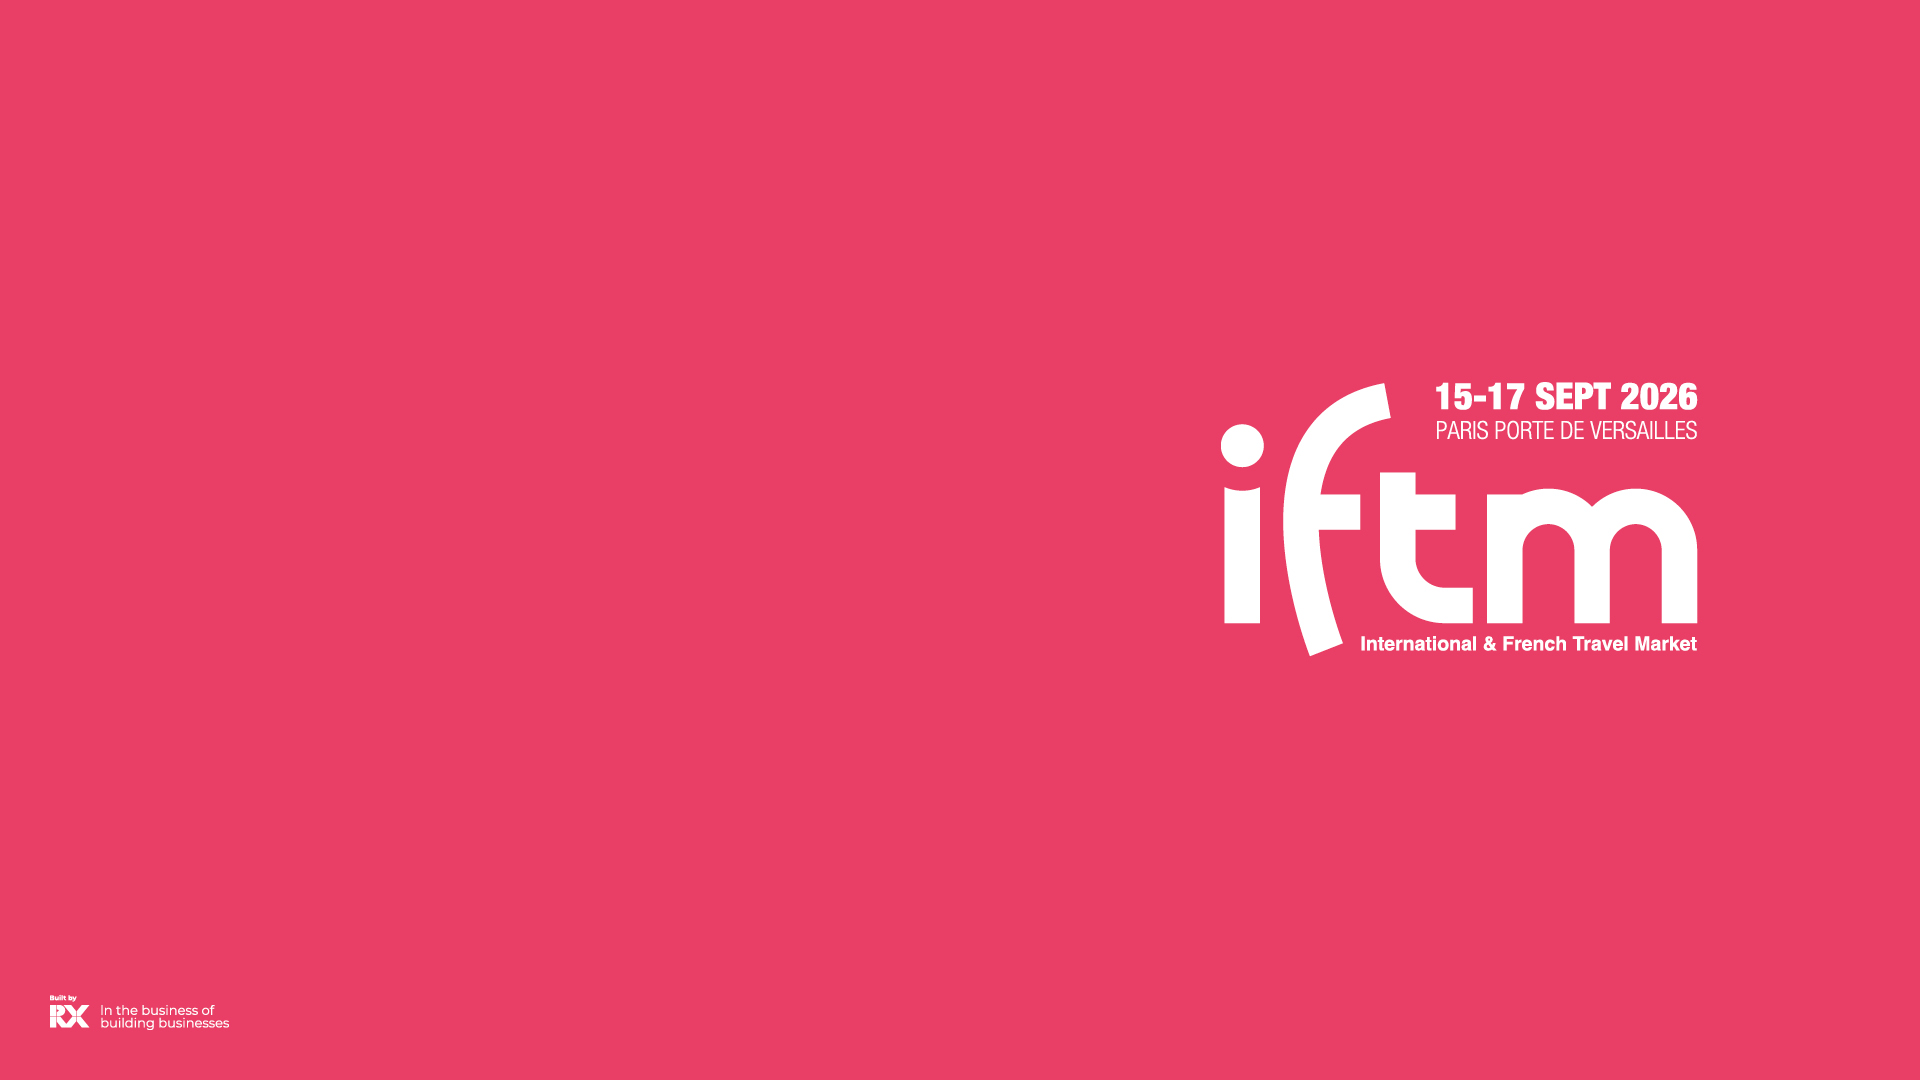 15-17 SEPT 2026
PARIS PORTE DE VERSAILLES
iftm
International & French Travel Market
Built by
RX
In the business of
building businesses